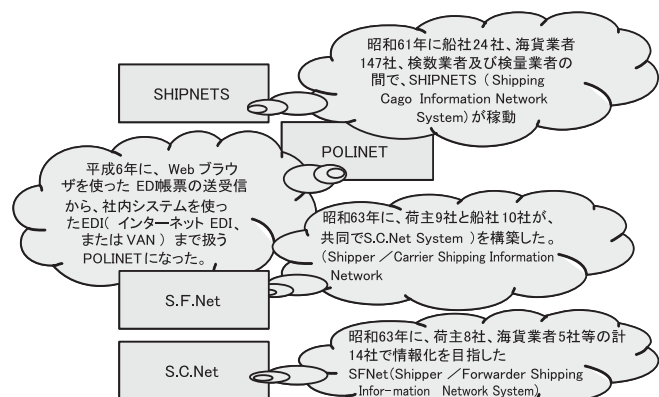 昭和61年に船社24社、海貨業者
147社、検数業者及び検量業者の
間で、SHIPNETS （Shipping
Cago Information Network
System)が稼動
SHIPNETS
POLINET
平成6年に、Web ブラウ
ザを使った EDI帳票の送受信
から、社内システムを使っ
たEDI( インターネット EDI、
またはVAN ） まで扱う
POLINETになった。
昭和63年に、荷主9社と船社10社が、
共同でS.C.Net System ）を構築した。
(Shipper ／Carrier Shipping Information
Network
S.F.Net
昭和63年に、荷主8社、海貨業者5社等の計
14社で情報化を目指した
SFNet(Shipper ／Forwarder Shipping
Infor-mation Network System)
S.C.Net